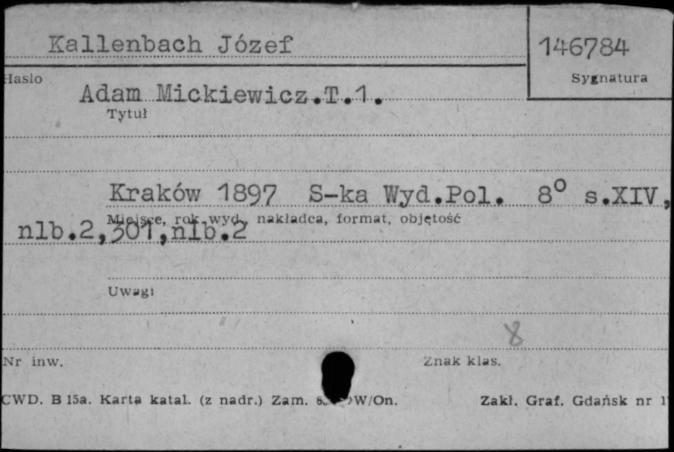 Kallenbach Józef
146784
Hasło
Sygnatura
Adam Mickiewicz.T.1.
Tytuł
Kraków 1897 S-ka Wyd.Pol. 8° s.XIV,
Miejsce, rok wyd., nakładca, format, objętość
nlb.2,301,nlb.2
Uwagi
8
Nr inw.
Znak klas.
CWD. B 15a. Karta katal. (z nadr.) Zam. W/On.
Zakł. Graf. Gdańsk nr